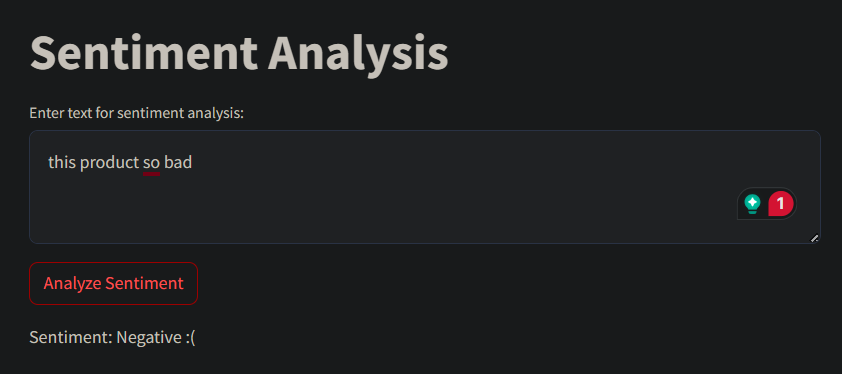 Sentiment Analysis
Enter text for sentiment analysis:
this product so bad
1
Analyze Sentiment
Sentiment: Negative :(